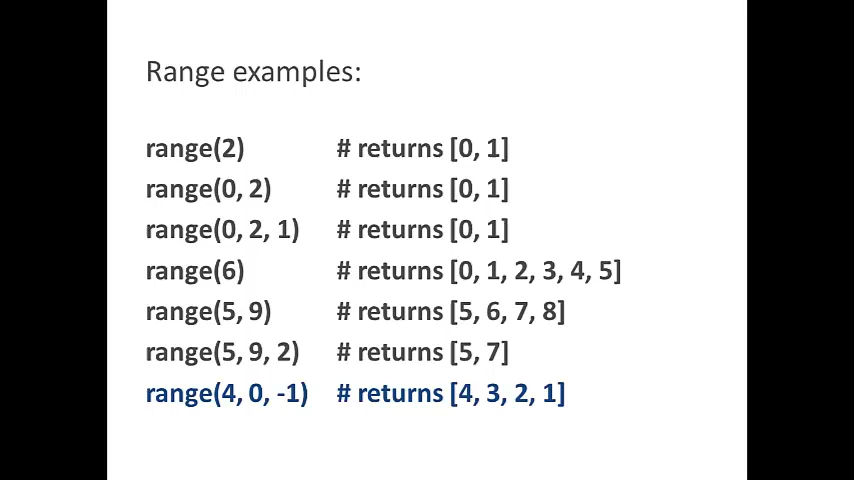 Range examples:
range(2) # returns [0, 1]
range(0, 2) # returns [0, 1]
range(0, 2, 1) # returns [0, 1]
range(6) # returns [0, 1, 2, 3, 4, 5]
range(5, 9) # returns [5, 6, 7, 8]
range(5, 9, 2) # returns [5, 7]
range(4, 0, -1) # returns [4, 3, 2, 1]